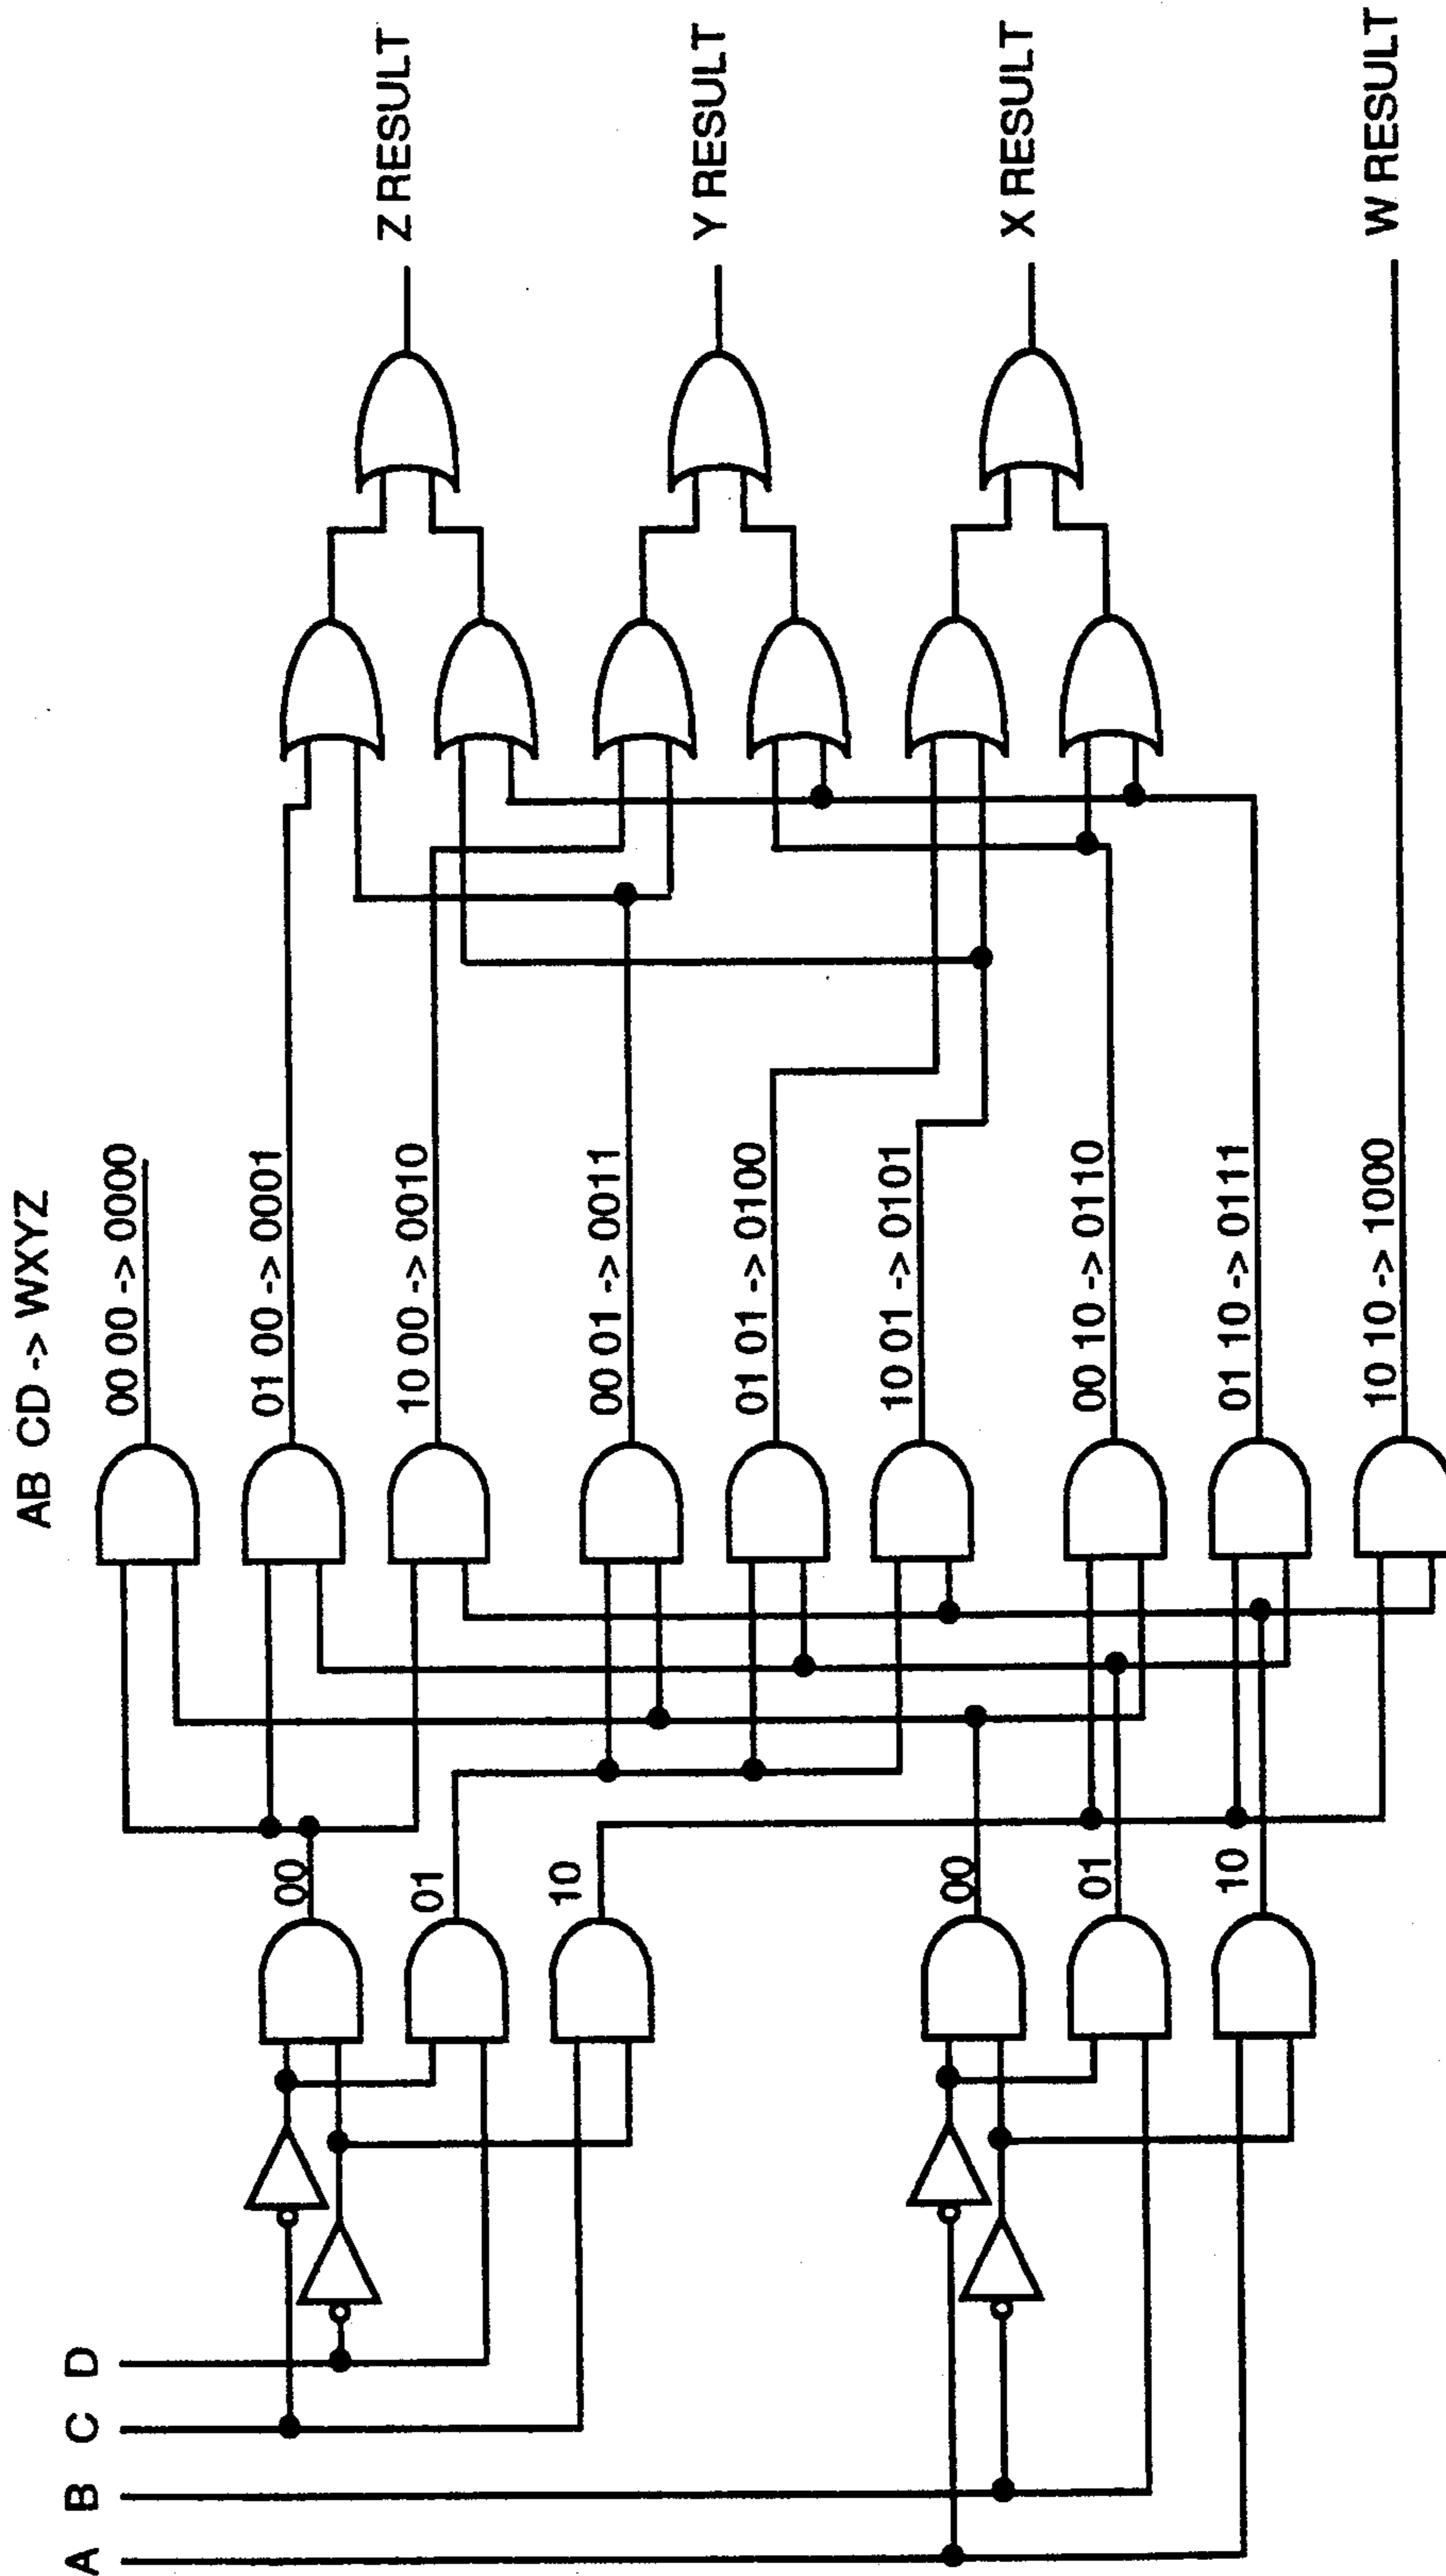 A
B
C
D
00
01
10
00
01
10
AB CD -> WXYZ
00 00 -> 0000
01 00 -> 0001
10 00 -> 0010
00 01 -> 0011
01 01 -> 0100
10 01 -> 0101
00 10 -> 0110
01 10 -> 0111
10 10 -> 1000
Z RESULT
Y RESULT
X RESULT
W RESULT